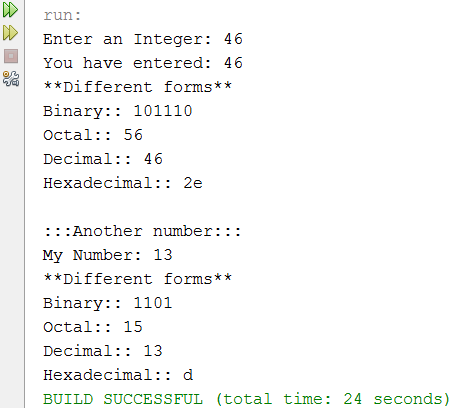 run:
Enter an Integer: 46
You have entered: 46
**Different forms**
Binary:: 101110
Octal:: 56
Decimal:: 46
Hexadecimal:: 2e
:::Another number:::
My Number: 13
**Different forms**
Binary:: 1101
Octal:: 15
Decimal:: 13
Hexadecimal:: d
BUILD SUCCESSFUL (total time: 24 seconds)